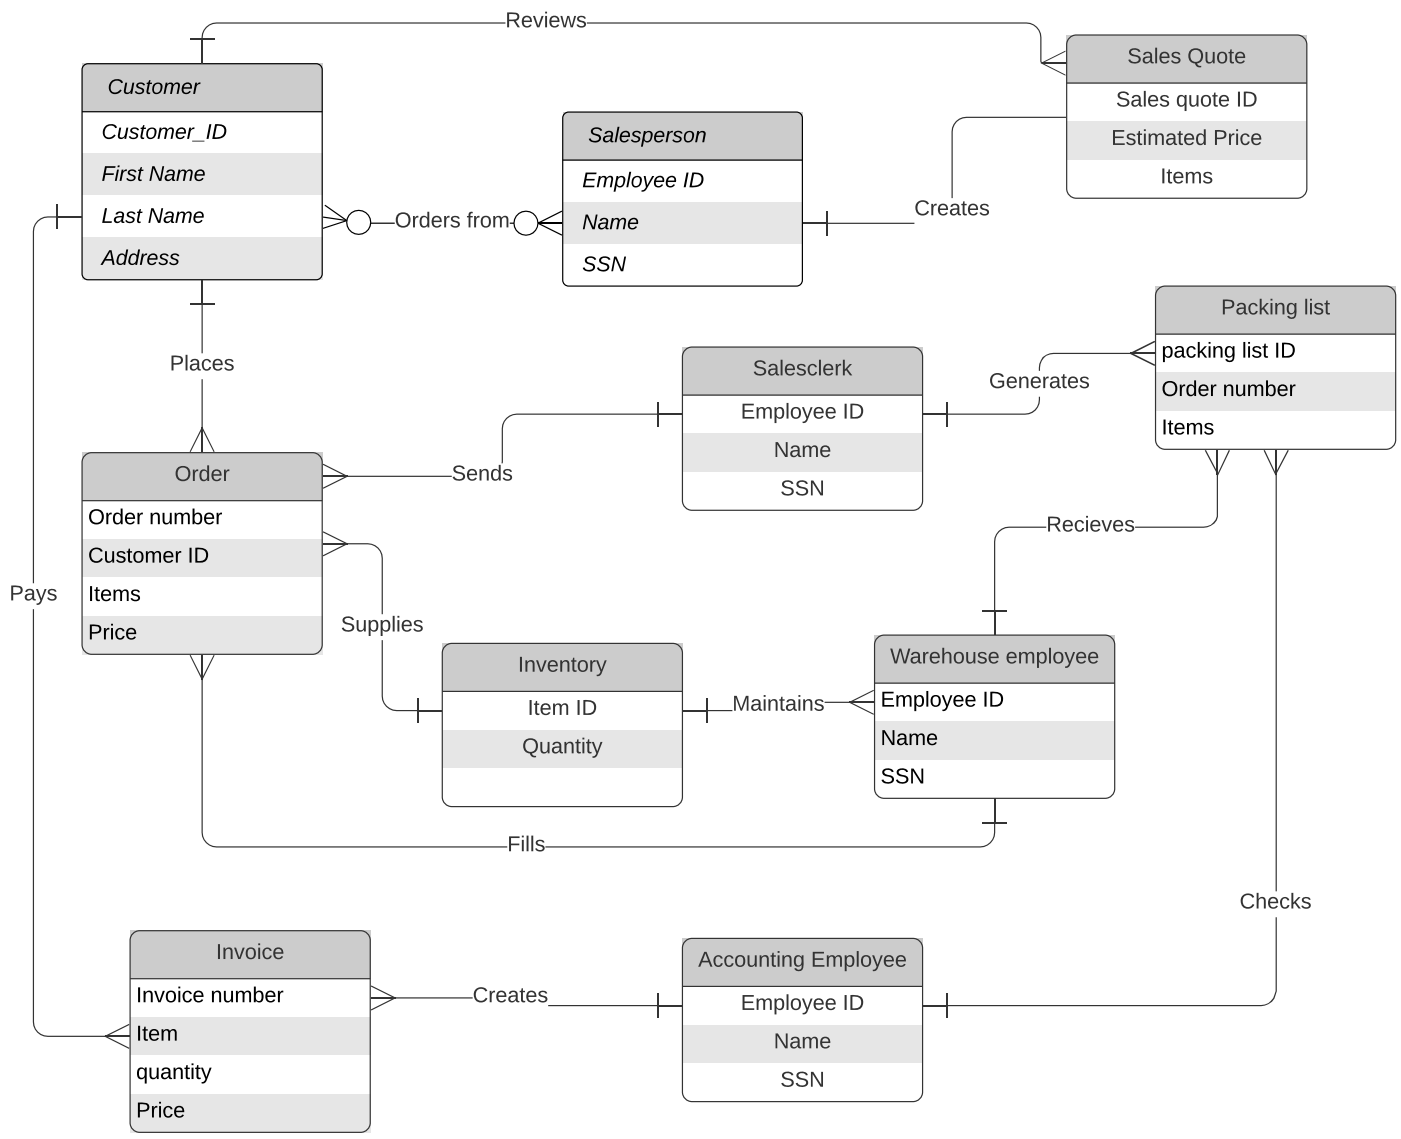 Reviews
Customer
Customer_ID
First Name
Last Name
Address
Orders from
Salesperson
Employee ID
Name
SSN
Creates
Sales Quote
Sales quote ID
Estimated Price
Items
Places
Salesclerk
Employee ID
Name
SSN
Generates
Packing list
packing list ID
Order number
Items
Order
Order number
Customer ID
Items
Price
Sends
Recieves
Pays
Supplies
Inventory
Item ID
Quantity
Maintains
Warehouse employee
Employee ID
Name
SSN
Fills
Checks
Invoice
Invoice number
Item
quantity
Price
Creates
Accounting Employee
Employee ID
Name
SSN